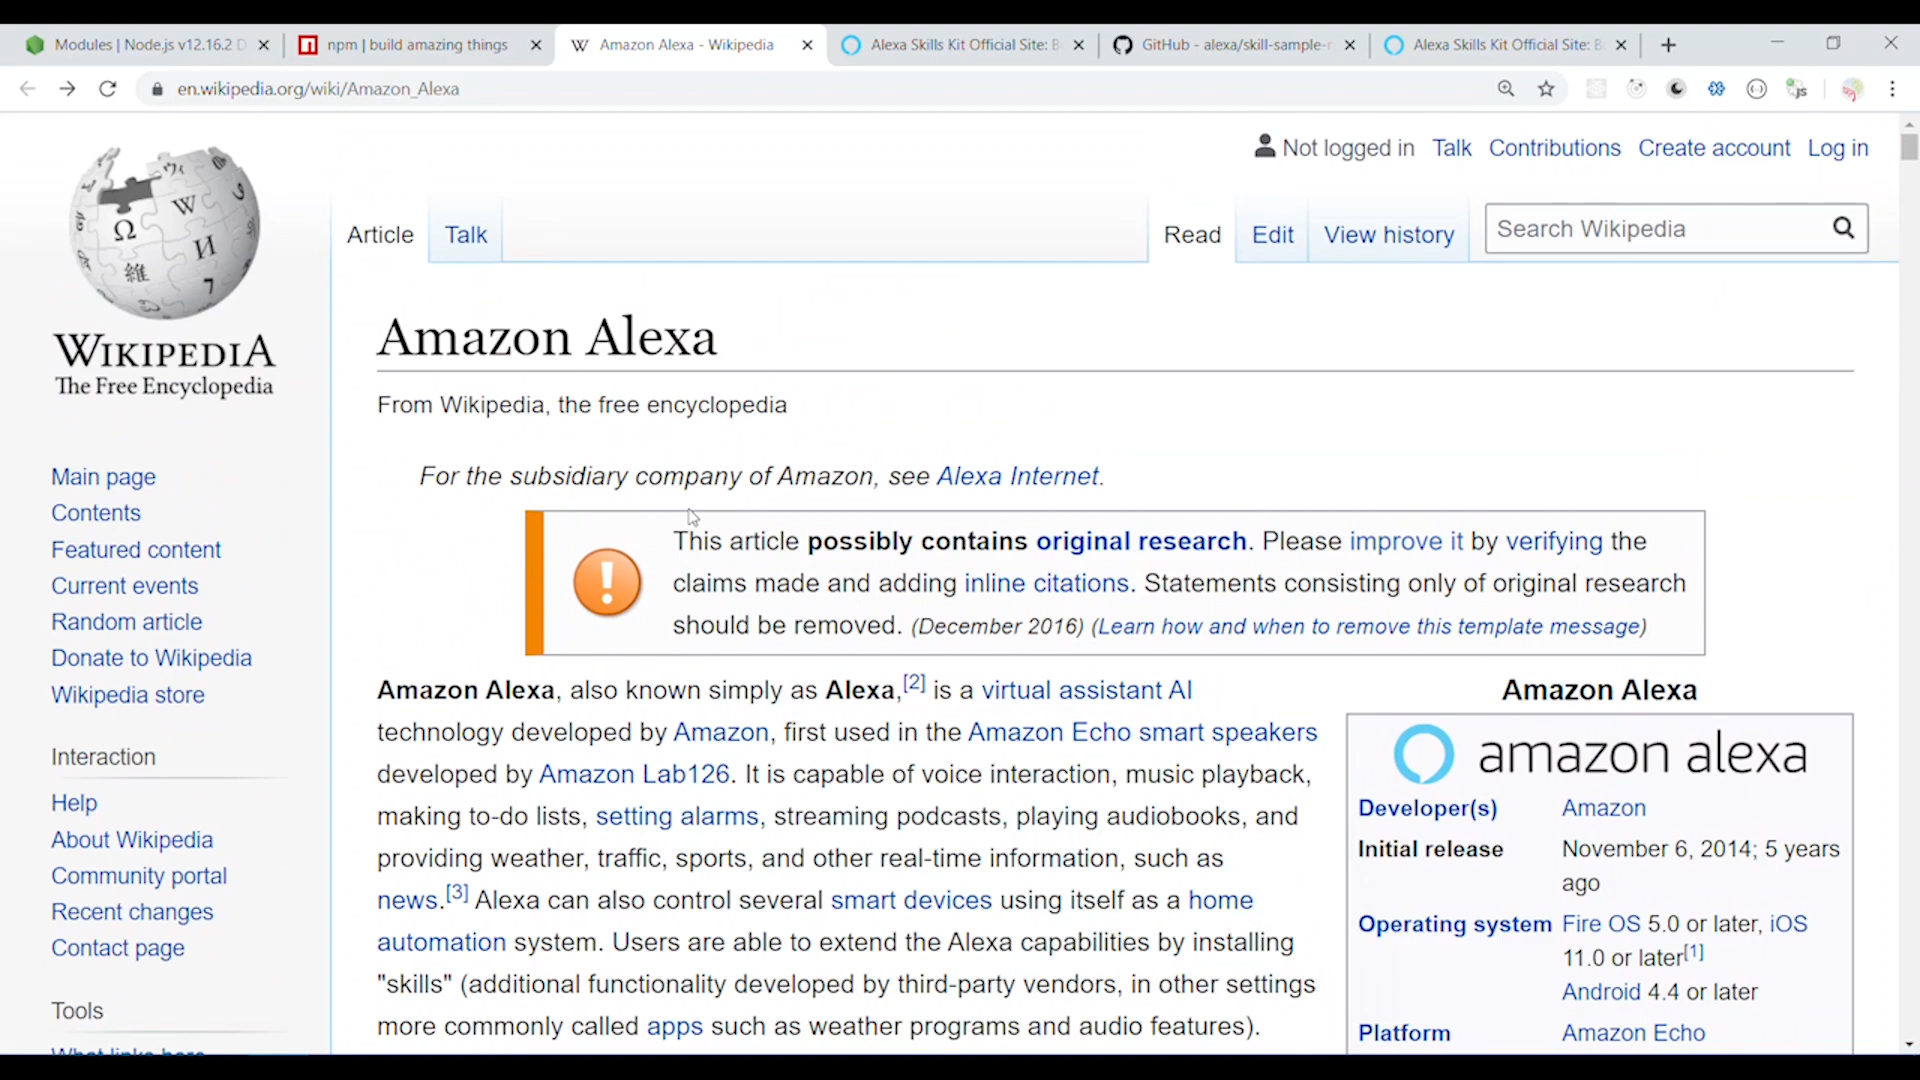 Modules | Node.js v12.16.2 D
npm | build amazing things
Amazon Alexa - Wikipedia
Alexa Skills Kit Official Site: B
GitHub - alexa/skill-sample-n
Alexa Skills Kit Official Site: B
en.wikipedia.org/wiki/Amazon_Alexa
Not logged in Talk Contributions Create account Log in
Article Talk Read Edit View history Search Wikipedia
WIKIPEDIA
The Free Encyclopedia
Main page
Contents
Featured content
Current events
Random article
Donate to Wikipedia
Wikipedia store
Interaction
Help
About Wikipedia
Community portal
Recent changes
Contact page
Tools
What links here
Amazon Alexa
From Wikipedia, the free encyclopedia
For the subsidiary company of Amazon, see Alexa Internet.
This article possibly contains original research. Please improve it by verifying the
claims made and adding inline citations. Statements consisting only of original research
should be removed. (December 2016) (Learn how and when to remove this template message)
Amazon Alexa, also known simply as Alexa,[2] is a virtual assistant AI
technology developed by Amazon, first used in the Amazon Echo smart speakers
developed by Amazon Lab126. It is capable of voice interaction, music playback,
making to-do lists, setting alarms, streaming podcasts, playing audiobooks, and
providing weather, traffic, sports, and other real-time information, such as
news.[3] Alexa can also control several smart devices using itself as a home
automation system. Users are able to extend the Alexa capabilities by installing
"skills" (additional functionality developed by third-party vendors, in other settings
more commonly called apps such as weather programs and audio features).
Amazon Alexa
amazon alexa
Developer(s) Amazon
Initial release November 6, 2014; 5 years
ago
Operating system Fire OS 5.0 or later, iOS
11.0 or later[1]
Android 4.4 or later
Platform Amazon Echo